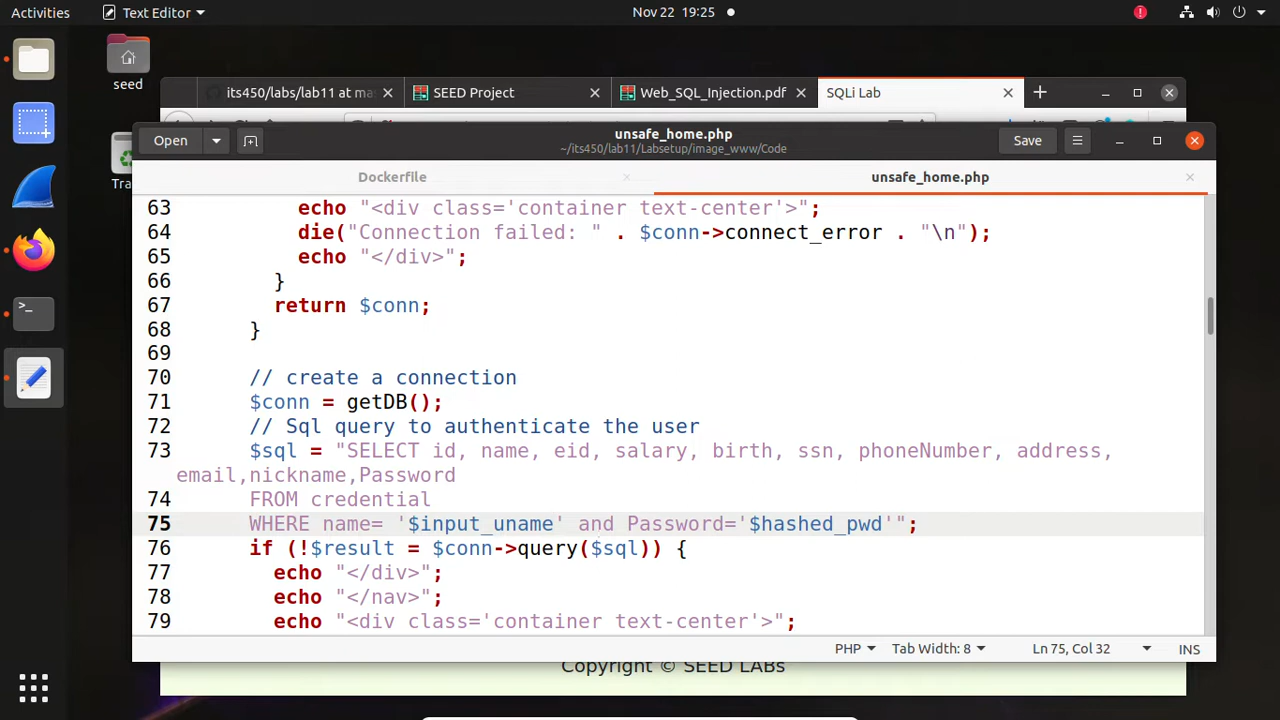 Activities
Text Editor
Nov 22 19:25
seed
its450/labs/lab11 at ma
SEED Project
Web_SQL_Injection.pdf
SQLi Lab
Open
unsafe_home.php
~/its450/lab11/Labsetup/image_www/Code
Save
Tra
Dockerfile
unsafe_home.php
63 echo "<div class='container text-center'>";
64 die("Connection failed: " . $conn->connect_error . "\n");
65 echo "</div>";
66 }
67 return $conn;
68 }
69
70 // create a connection
71 $conn = getDB();
72 // Sql query to authenticate the user
73 $sql = "SELECT id, name, eid, salary, birth, ssn, phoneNumber, address,
email,nickname,Password
74 FROM credential
75 WHERE name= '$input_uname' and Password='$hashed_pwd'";
76 if (!$result = $conn->query($sql)) {
77 echo "</div>";
78 echo "</nav>";
79 echo "<div class='container text-center'>";
PHP
Tab Width: 8
Ln 75, Col 32
INS
Copyright © SEED LABs